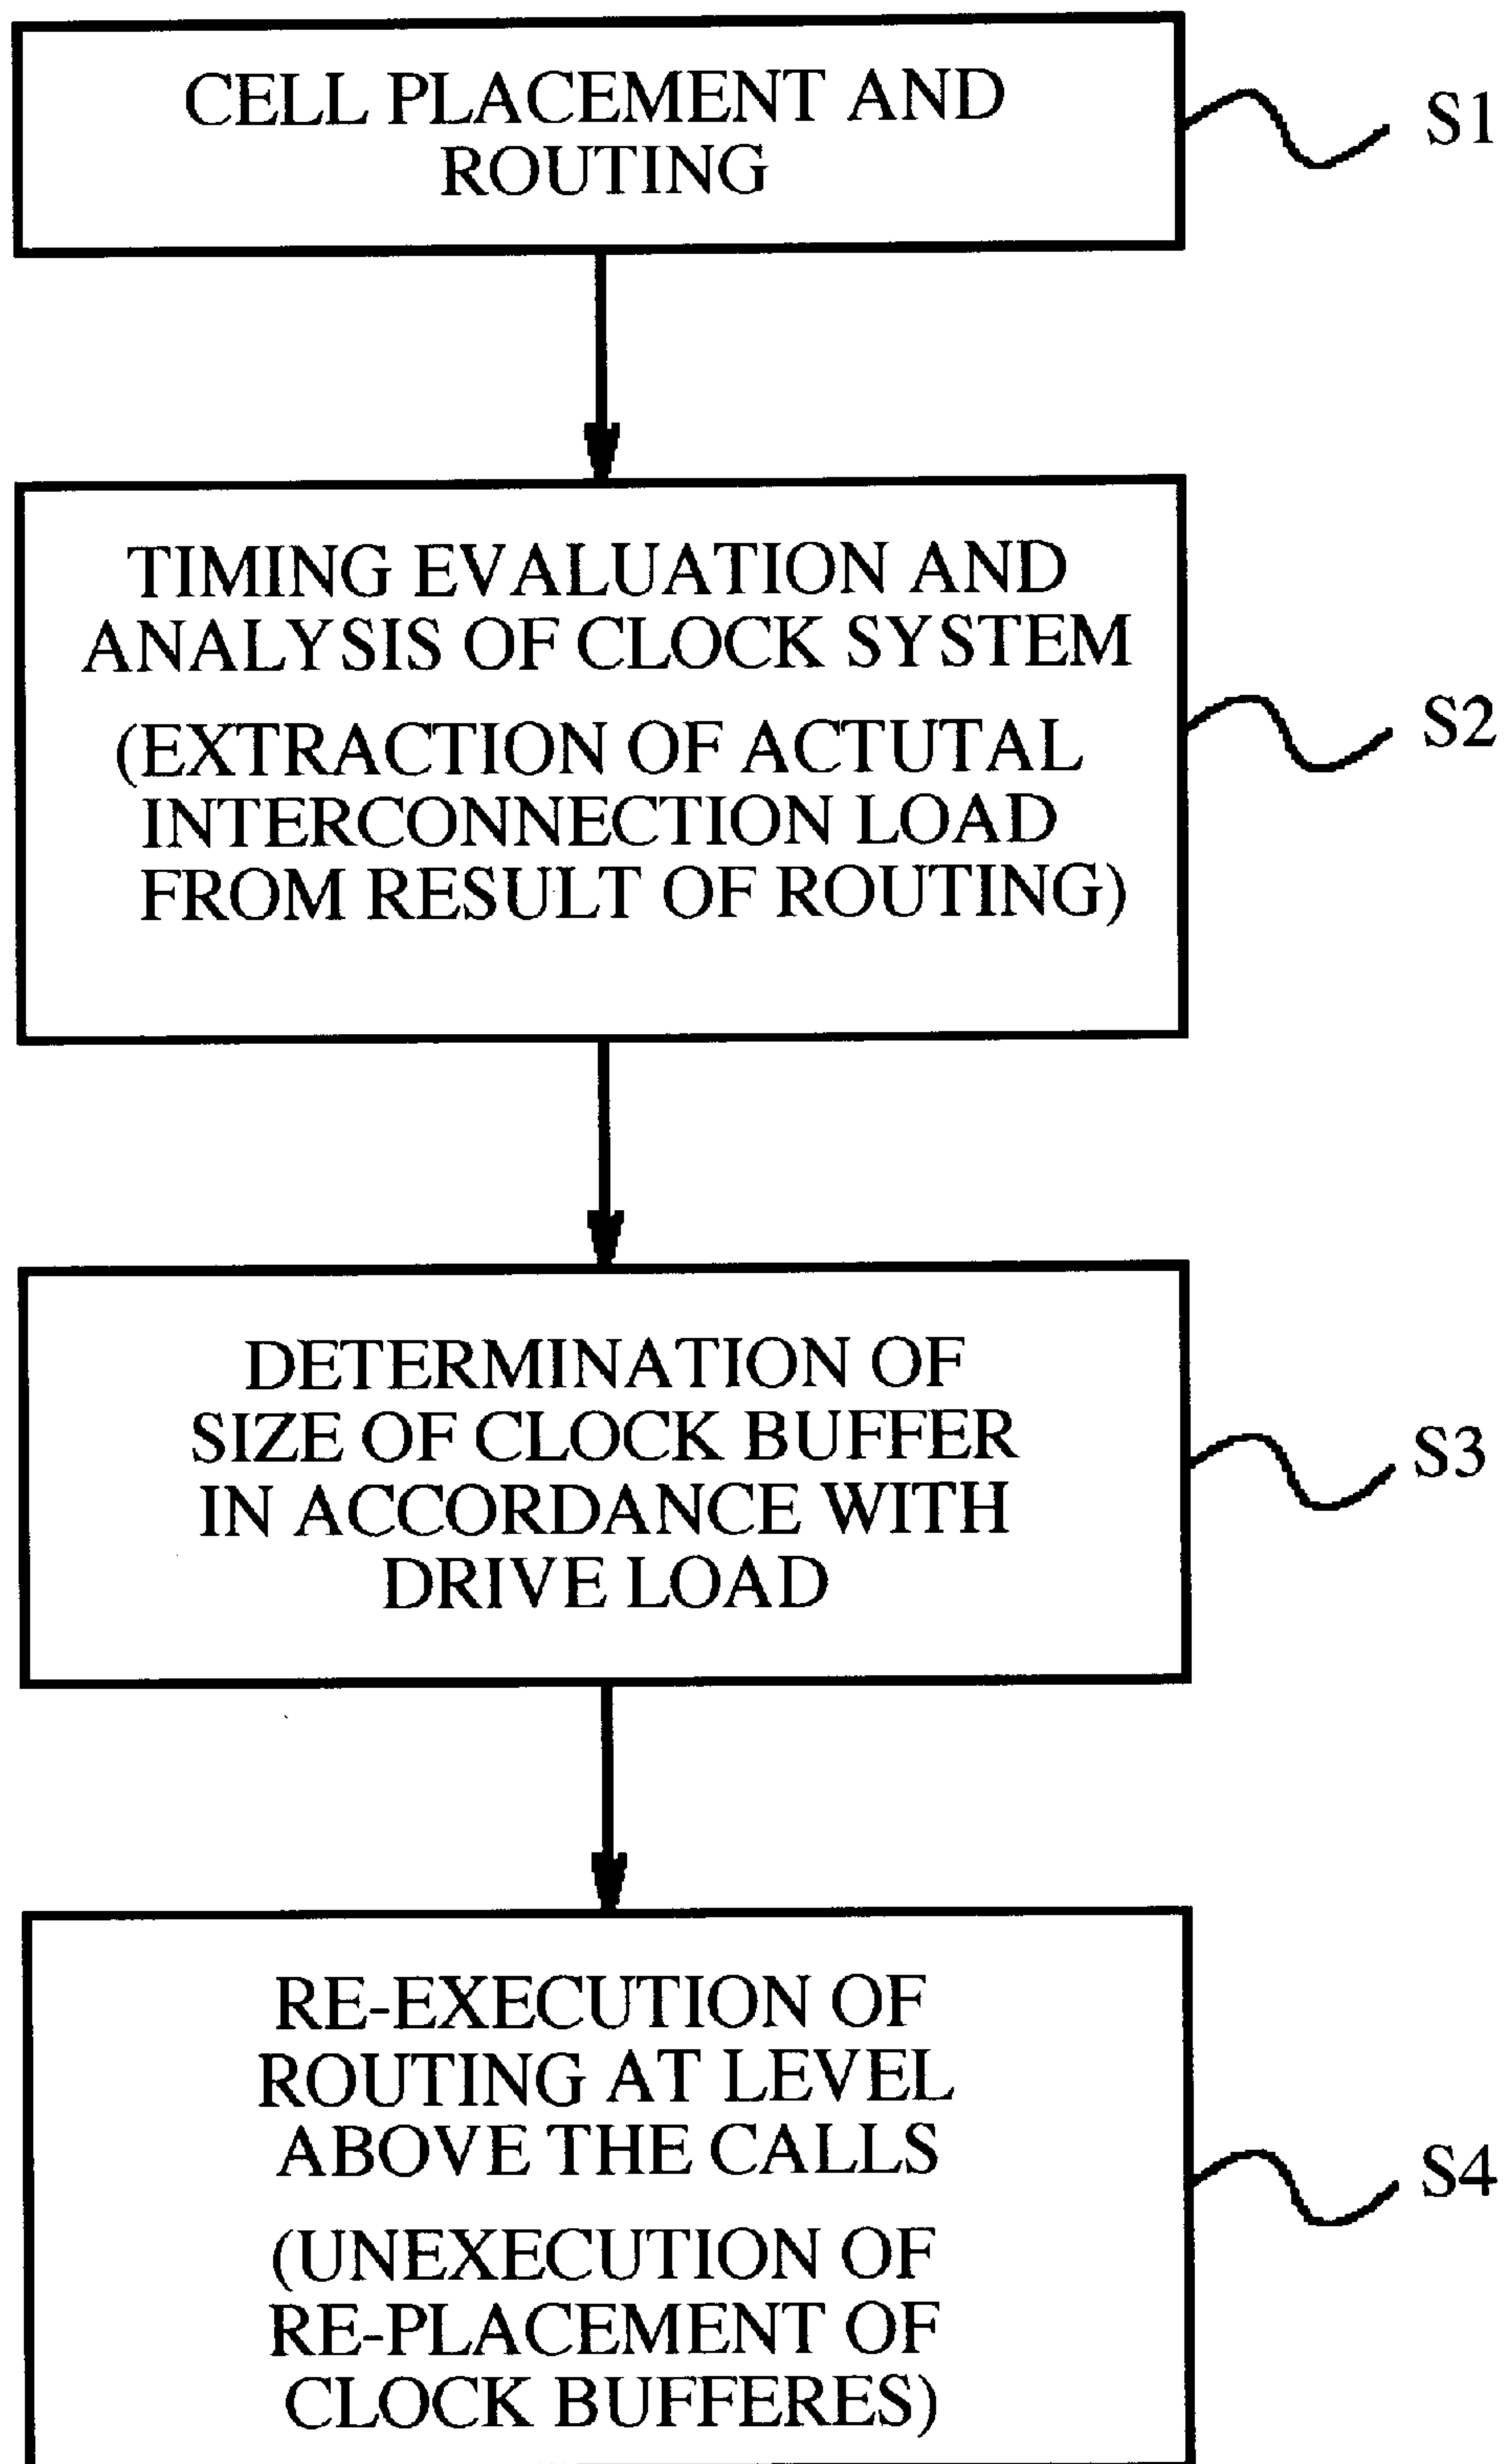 CELL PLACEMENT AND
ROUTING
S1
TIMING EVALUATION AND
ANALYSIS OF CLOCK SYSTEM
(EXTRACTION OF ACTUTAL
INTERCONNECTION LOAD
FROM RESULT OF ROUTING)
S2
DETERMINATION OF
SIZE OF CLOCK BUFFER
IN ACCORDANCE WITH
DRIVE LOAD
S3
RE-EXECUTION OF
ROUTING AT LEVEL
ABOVE THE CALLS
(UNEXECUTION OF
RE-PLACEMENT OF
CLOCK BUFFERES)
S4